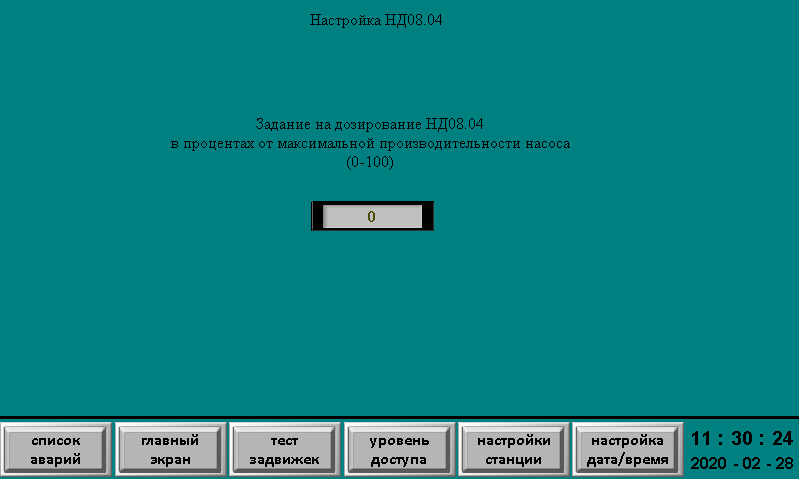 Настройка НД08.04
Задание на дозирование НД08.04
в процентах от максимальной производительности насоса
(0-100)
0
список
аварий
главный
экран
тест
задвижек
уровень
доступа
настройки
станции
настройка
дата/время
11 : 30 : 24
2020 - 02 - 28